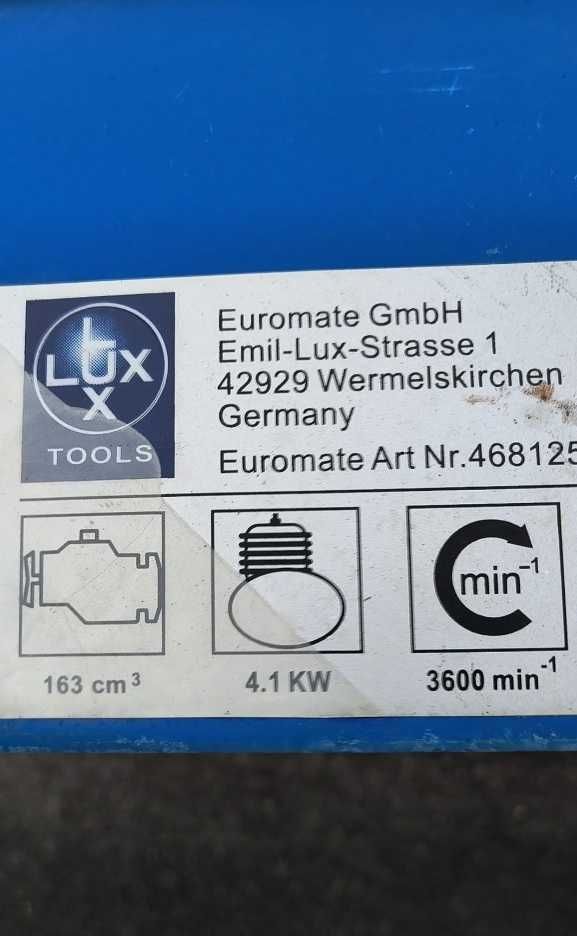 LUX
LUX
TOOLS
Euromate GmbH
Emil-Lux-Strasse 1
42929 Wermelskirchen
Germany
Euromate Art Nr.468125
min-1
163 cm³
4.1 KW
3600 min-1